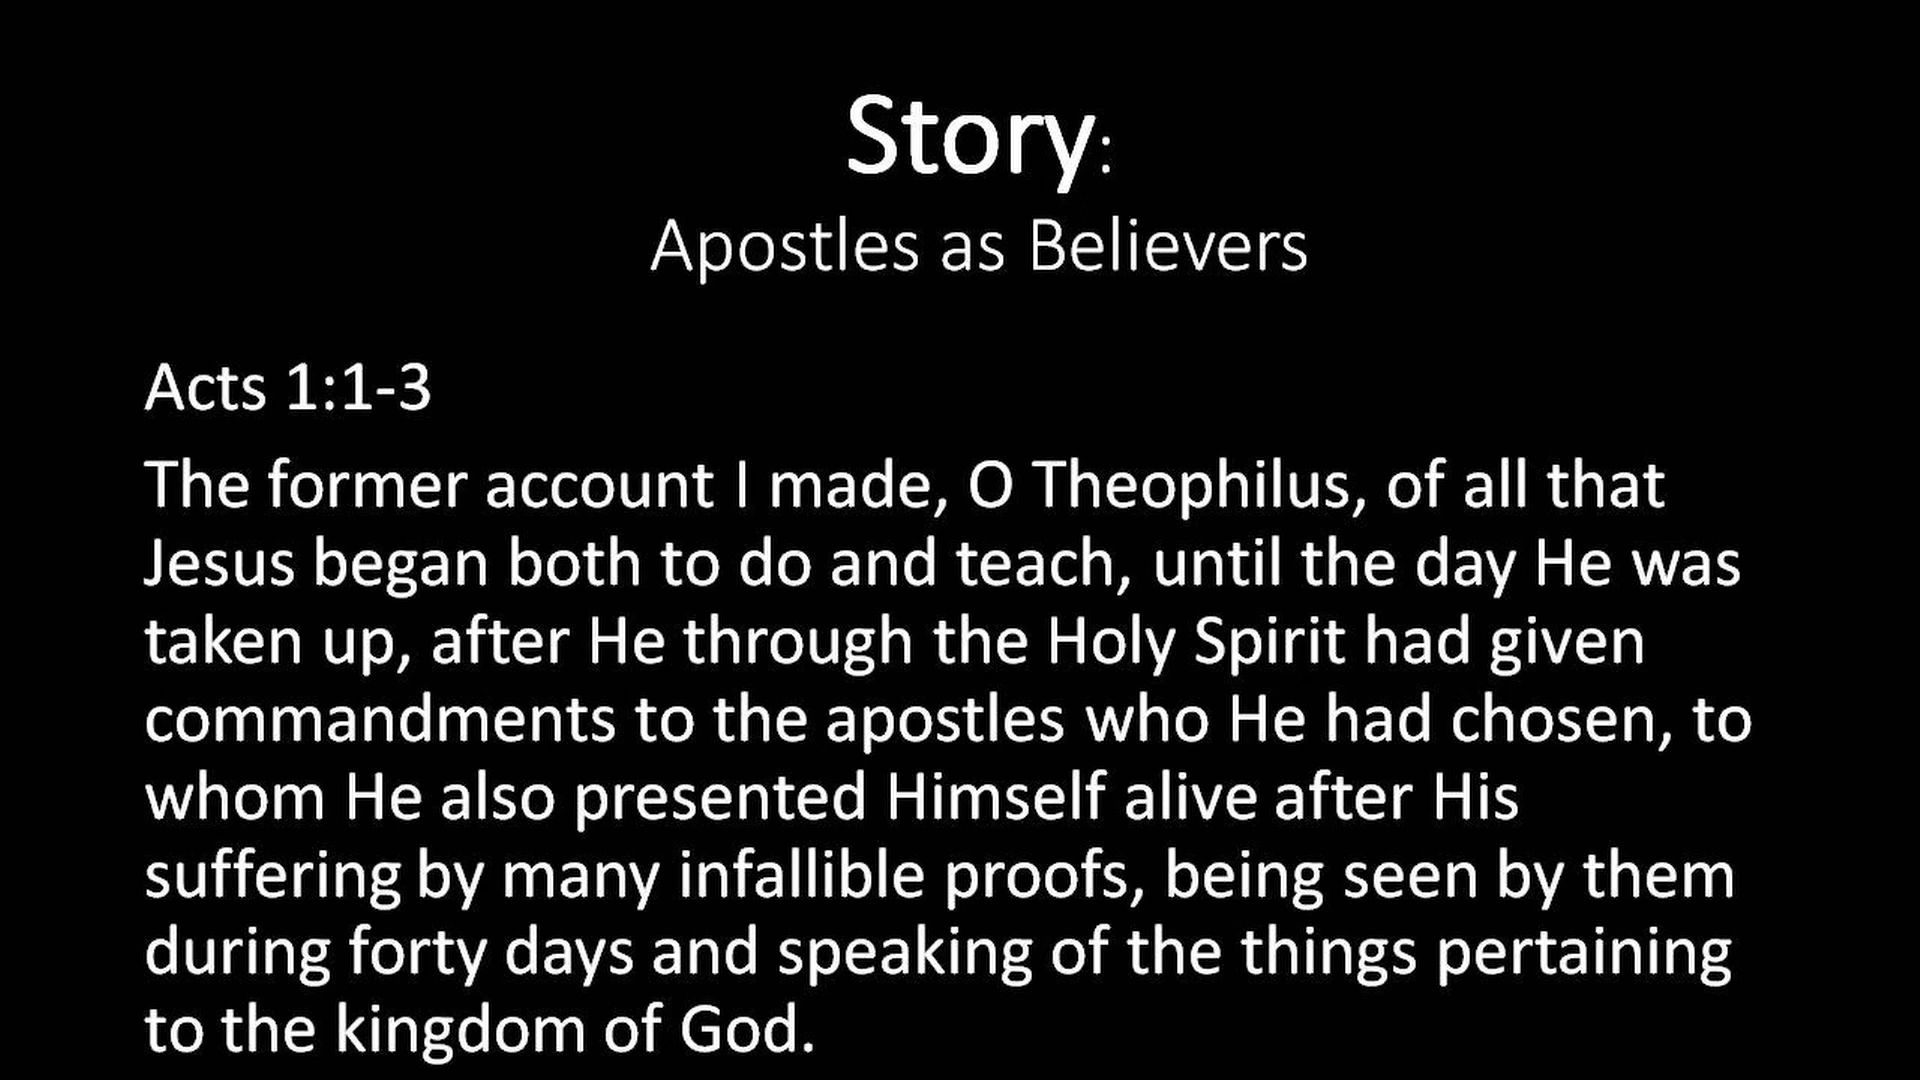 Story:
Apostles as Believers
Acts 1:1-3
The former account I made, O Theophilus, of all that
Jesus began both to do and teach, until the day He was
taken up, after He through the Holy Spirit had given
commandments to the apostles who He had chosen, to
whom He also presented Himself alive after His
suffering by many infallible proofs, being seen by them
during forty days and speaking of the things pertaining
to the kingdom of God.